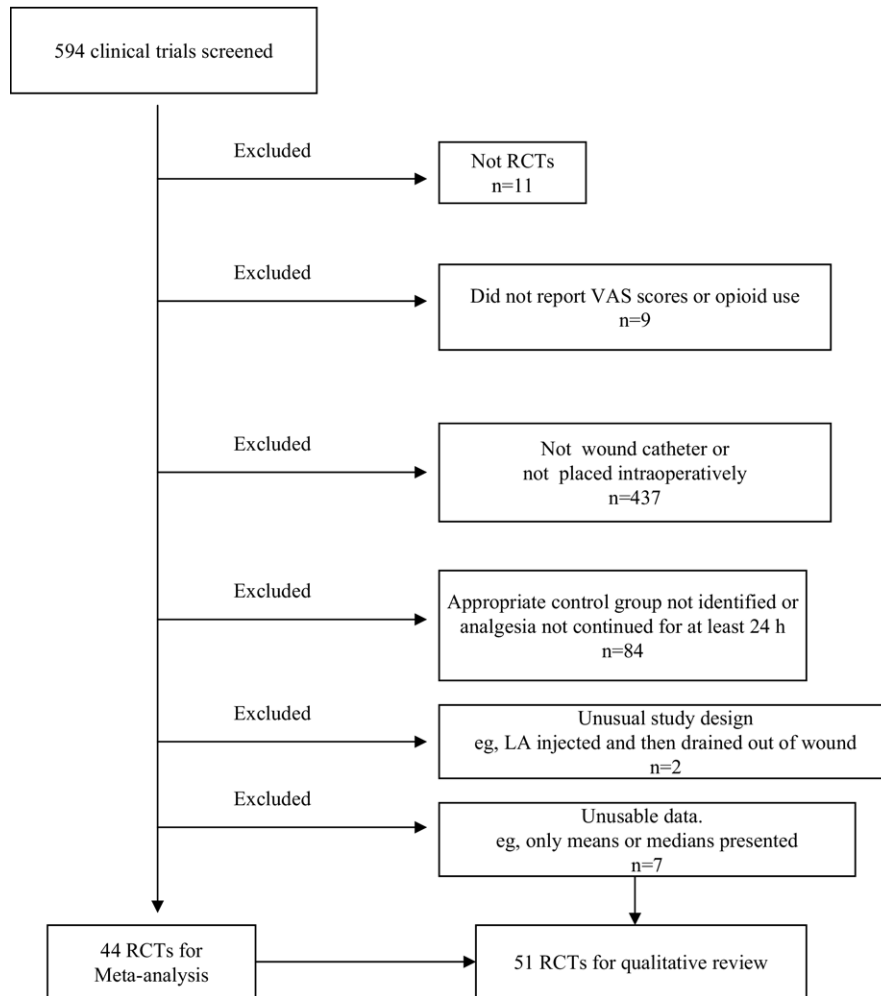 594 clinical trials screened
Excluded
Not RCTs
n=11
Excluded
Did not report VAS scores or opioid use
n=9
Excluded
Not wound catheter or
not placed intraoperatively
n=437
Excluded
Appropriate control group not identified or
analgesia not continued for at least 24 h
n=84
Excluded
Unusual study design
eg, LA injected and then drained out of wound
n=2
Excluded
Unusable data.
eg, only means or medians presented
n=7
44 RCTs for
Meta-analysis
51 RCTs for qualitative review